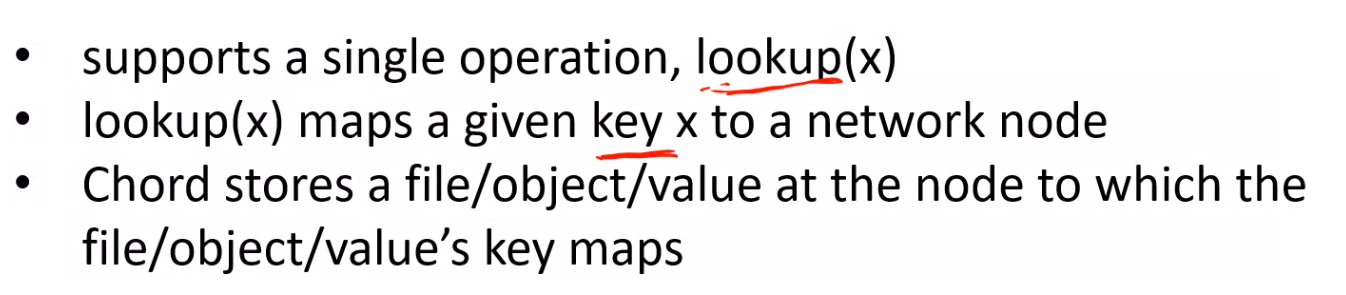 • supports a single operation, lookup(x)
• lookup(x) maps a given key x to a network node
• Chord stores a file/object/value at the node to which the
file/object/value’s key maps